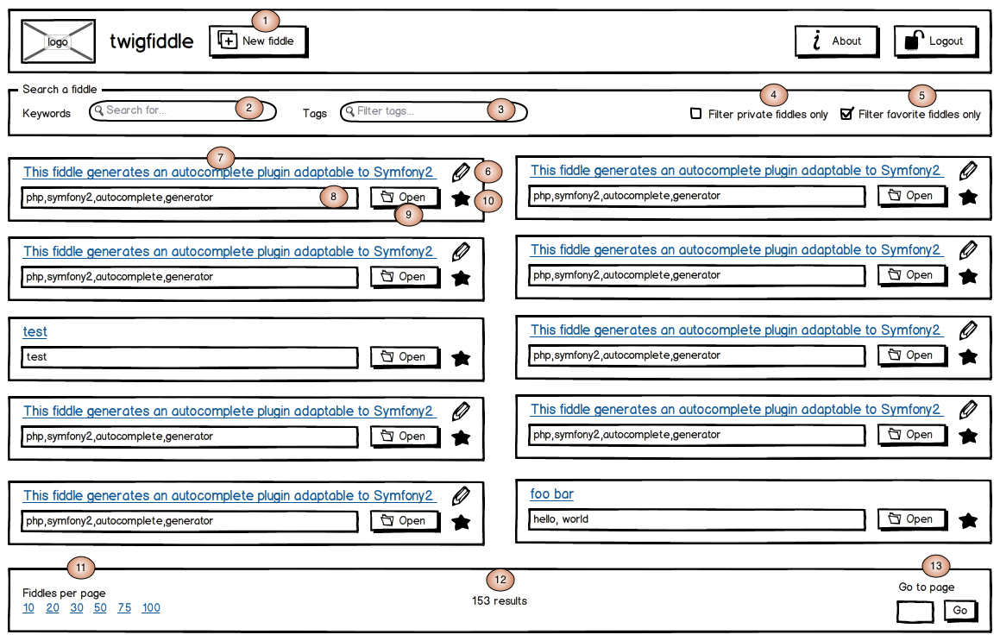 1
logo
twigfiddle
New fiddle
About
Logout
Search a fiddle
4
5
Keywords
Search for...
2
Tags
Filter tags...
3
Filter private fiddles only
Filter favorite fiddles only
7
This fiddle generates an autocomplete plugin adaptable to Symfony2
6
php,symfony2,autocomplete,generator
8
Open
10
9
This fiddle generates an autocomplete plugin adaptable to Symfony2
php,symfony2,autocomplete,generator
Open
This fiddle generates an autocomplete plugin adaptable to Symfony2
php,symfony2,autocomplete,generator
Open
This fiddle generates an autocomplete plugin adaptable to Symfony2
php,symfony2,autocomplete,generator
Open
test
test
Open
This fiddle generates an autocomplete plugin adaptable to Symfony2
php,symfony2,autocomplete,generator
Open
This fiddle generates an autocomplete plugin adaptable to Symfony2
php,symfony2,autocomplete,generator
Open
This fiddle generates an autocomplete plugin adaptable to Symfony2
php,symfony2,autocomplete,generator
Open
This fiddle generates an autocomplete plugin adaptable to Symfony2
php,symfony2,autocomplete,generator
Open
foo bar
hello, world
Open
11
Fiddles per page
10 20 30 50 75 100
12
153 results
13
Go to page
Go